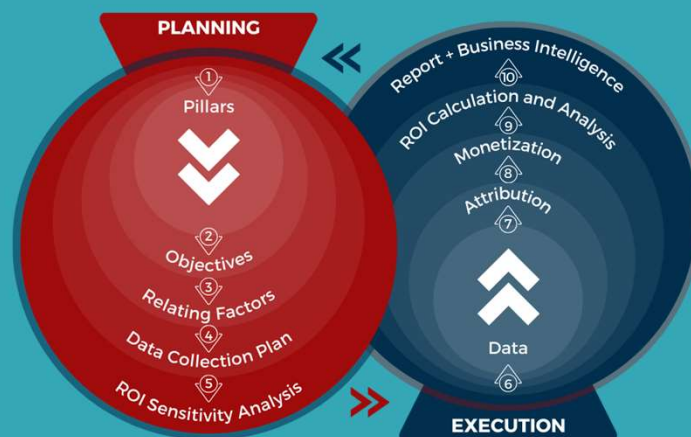 PLANNING
1
Pillars
2
Objectives
3
Relating Factors
4
Data Collection Plan
5
ROI Sensitivity Analysis
Report + Business Intelligence
10
ROI Calculation and Analysis
9
Monetization
8
Attribution
7
Data
6
EXECUTION